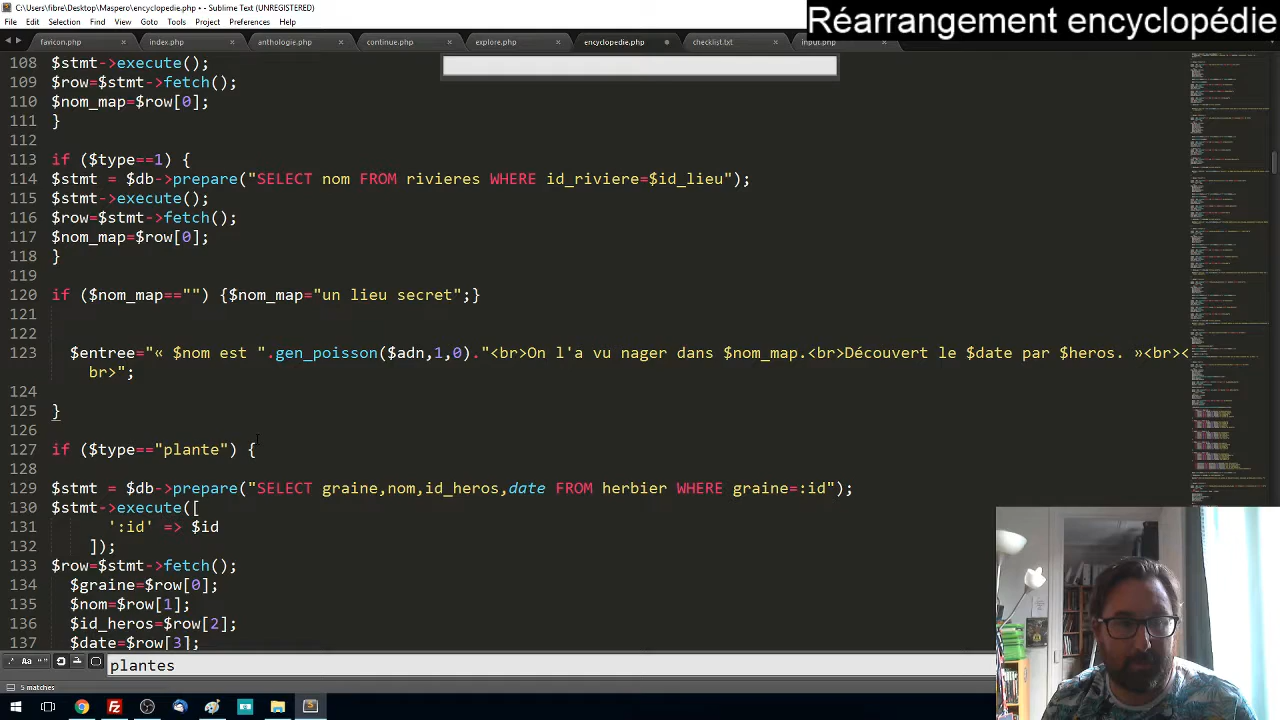 C:\Users\fibre\Desktop\Maspero\encyclopedie.php • - Sublime Text (UNREGISTERED)
Réarrangement encyclopédie
File Edit Selection Find View Goto Tools Project Preferences Help
favicon.php × index.php × anthologie.php × continue.php × explore.php × encyclopedie.php checklist.txt × input.php ×
108 $stmt->execute();
109 $row=$stmt->fetch();
110 $nom_map=$row[0];
111 }
112
113 if ($type==1) {
114 $stmt = $db->prepare("SELECT nom FROM rivieres WHERE id_riviere=$id_lieu");
115 $stmt->execute();
116 $row=$stmt->fetch();
117 $nom_map=$row[0];
118 }
119
120 if ($nom_map=="") {$nom_map="un lieu secret";}
121
122
123 $entree="« $nom est ".gen_poisson($adn,1,0)."<br>On l'a vu nager dans $nom_map.<br>Découvert le $date par $heros. »<br><
br>";
124
125 }
126
127 if ($type=="plante") {
128
129 $stmt = $db->prepare("SELECT graine,nom,id_heros,date FROM herbier WHERE graine=:id");
130 $stmt->execute([
131 ':id' => $id
132 ]);
133 $row=$stmt->fetch();
134 $graine=$row[0];
135 $nom=$row[1];
136 $id_heros=$row[2];
137 $date=$row[3];
.* Aa "" plantes
5 matches